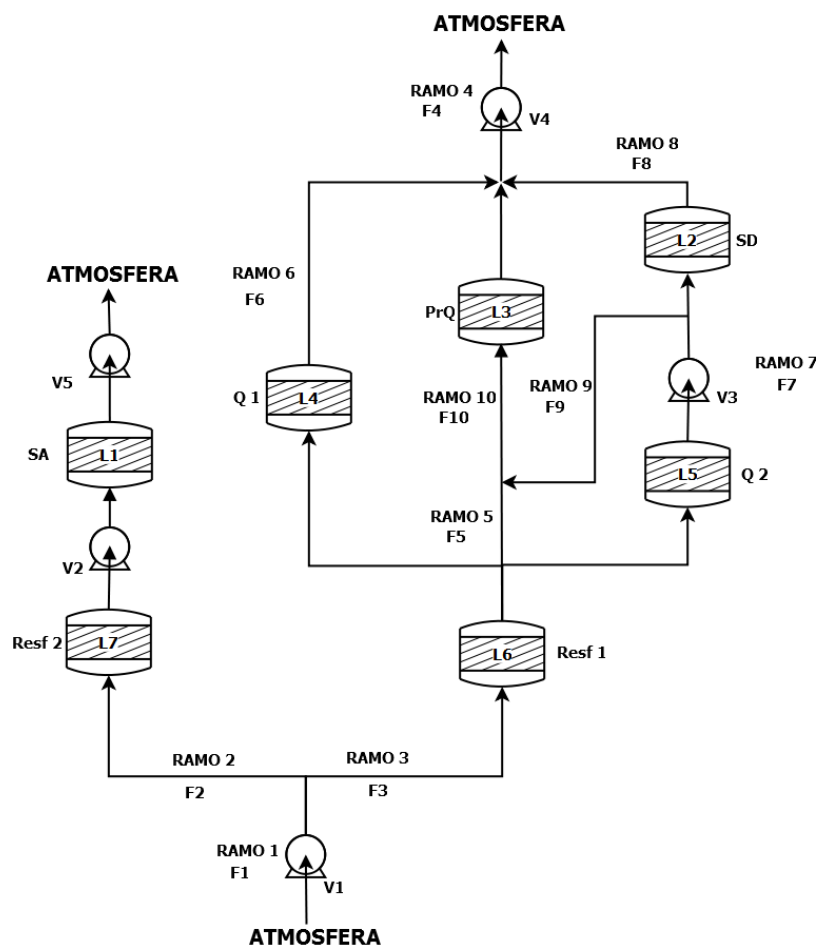 ATMOSFERA
RAMO 4
F4
V4
RAMO 8
F8
L2
SD
ATMOSFERA
RAMO 6
F6
PrQ
L3
V5
RAMO 7
F7
V3
RAMO 9
F9
RAMO 10
F10
Q 1
L4
SA
L1
L5
Q 2
RAMO 5
F5
V2
Resf 2
L7
L6
Resf 1
RAMO 2
F2
RAMO 3
F3
RAMO 1
F1
V1
ATMOSFERA